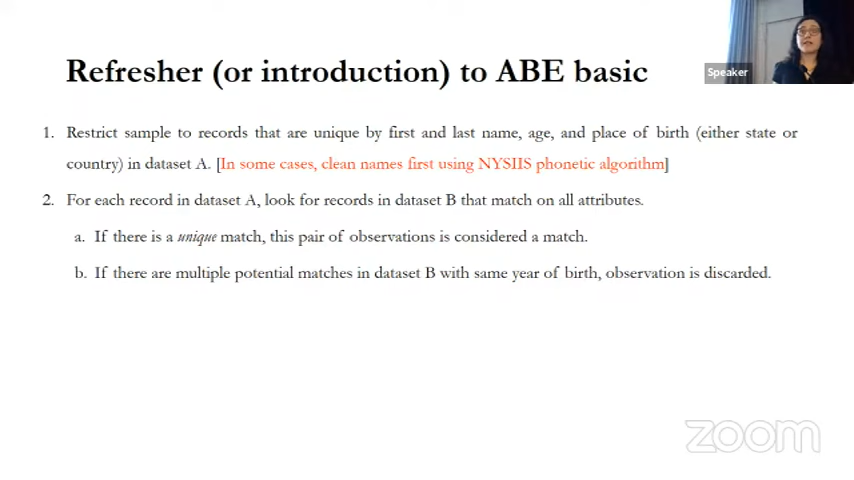 Refresher (or introduction) to ABE basic
Speaker
1. Restrict sample to records that are unique by first and last name, age, and place of birth (either state or
country) in dataset A. [In some cases, clean names first using NYSIIS phonetic algorithm]
2. For each record in dataset A, look for records in dataset B that match on all attributes.
a. If there is a unique match, this pair of observations is considered a match.
b. If there are multiple potential matches in dataset B with same year of birth, observation is discarded.
zoom